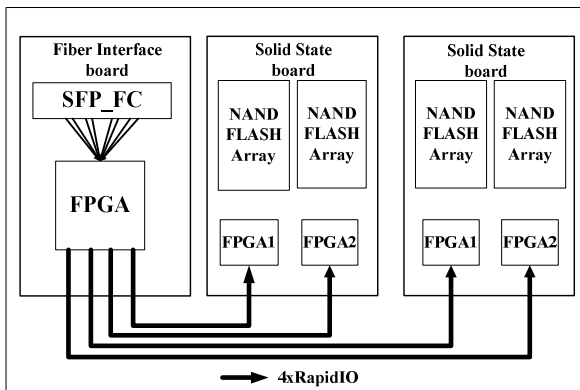 Fiber Interface
board
SFP_FC
FPGA
Solid State
board
NAND
FLASH
Array
NAND
FLASH
Array
FPGA1
FPGA2
Solid State
board
NAND
FLASH
Array
NAND
FLASH
Array
FPGA1
FPGA2
4xRapidIO